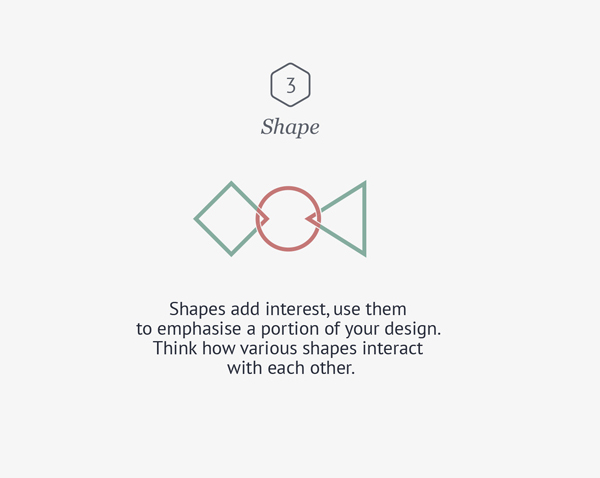 3
Shape
Shapes add interest, use them
to emphasise a portion of your design.
Think how various shapes interact
with each other.